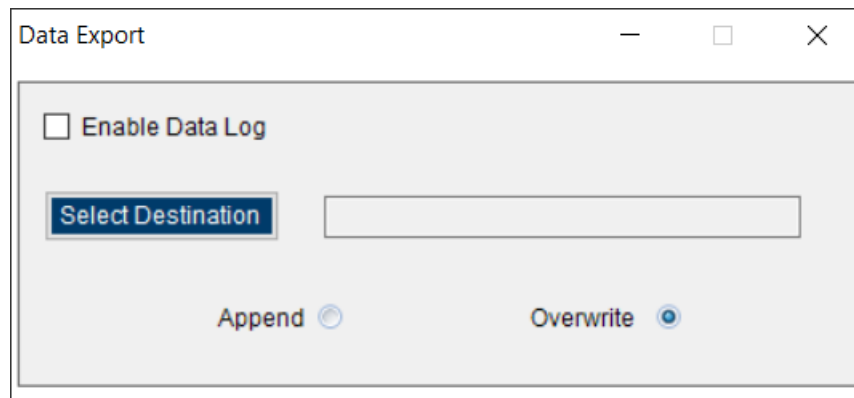 Data Export
Enable Data Log
Select Destination
Append Overwrite